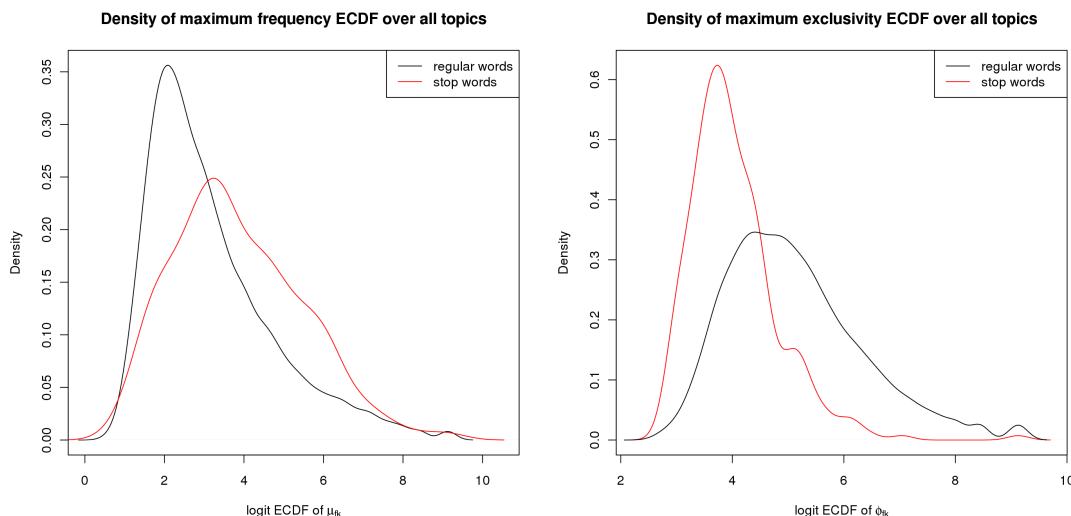 Density of maximum frequency ECDF over all topics
regular words
stop words
Density
0.00 0.05 0.10 0.15 0.20 0.25 0.30 0.35
0 2 4 6 8 10
logit ECDF of μfk
Density of maximum exclusivity ECDF over all topics
regular words
stop words
Density
0.0 0.1 0.2 0.3 0.4 0.5 0.6
2 4 6 8 10
logit ECDF of ϕfk